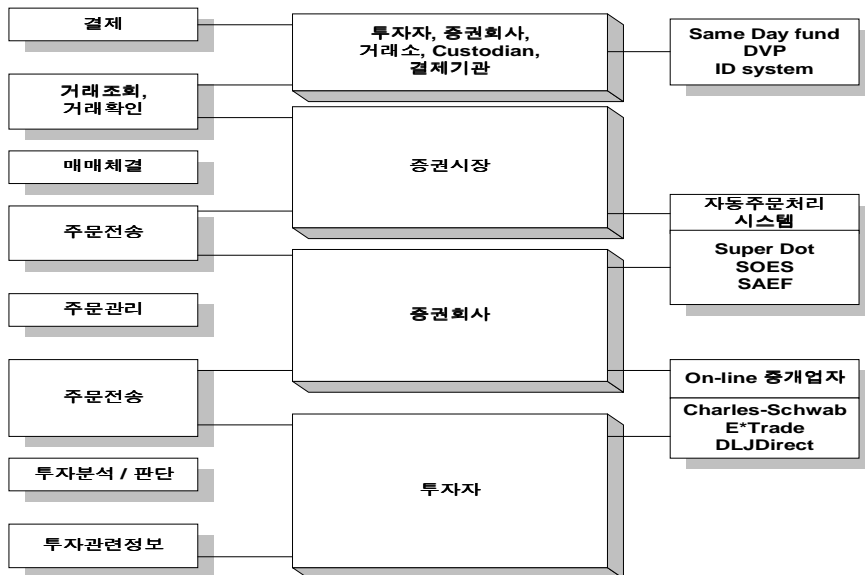 결제
투자자, 증권회사,
거래소, Custodian,
결제기관
Same Day fund
DVP
ID system
거래조회,
거래확인
매매체결
증권시장
주문전송
자동주문처리
시스템
Super Dot
SOES
SAEF
주문관리
증권회사
주문전송
On-line 중개업자
Charles-Schwab
E*Trade
DLJDirect
투자분석 / 판단
투자자
투자관련정보